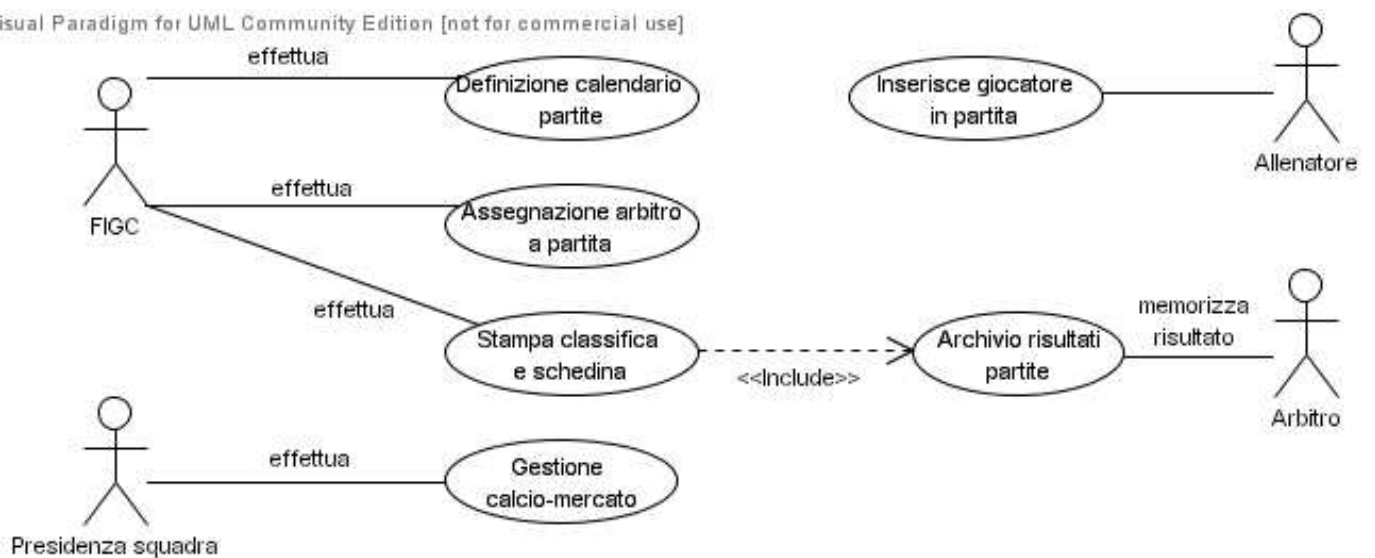 isual Paradigm for UML Community Edition [not for commercial use]
effettua
Definizione calendario
partite
Inserisce giocatore
in partita
Allenatore
effettua
Assegnazione arbitro
a partita
FIGC
effettua
Stampa classifica
e schedina
<<Include>>
Archivio risultati
partite
memorizza
risultato
Arbitro
effettua
Gestione
calcio-mercato
Presidenza squadra